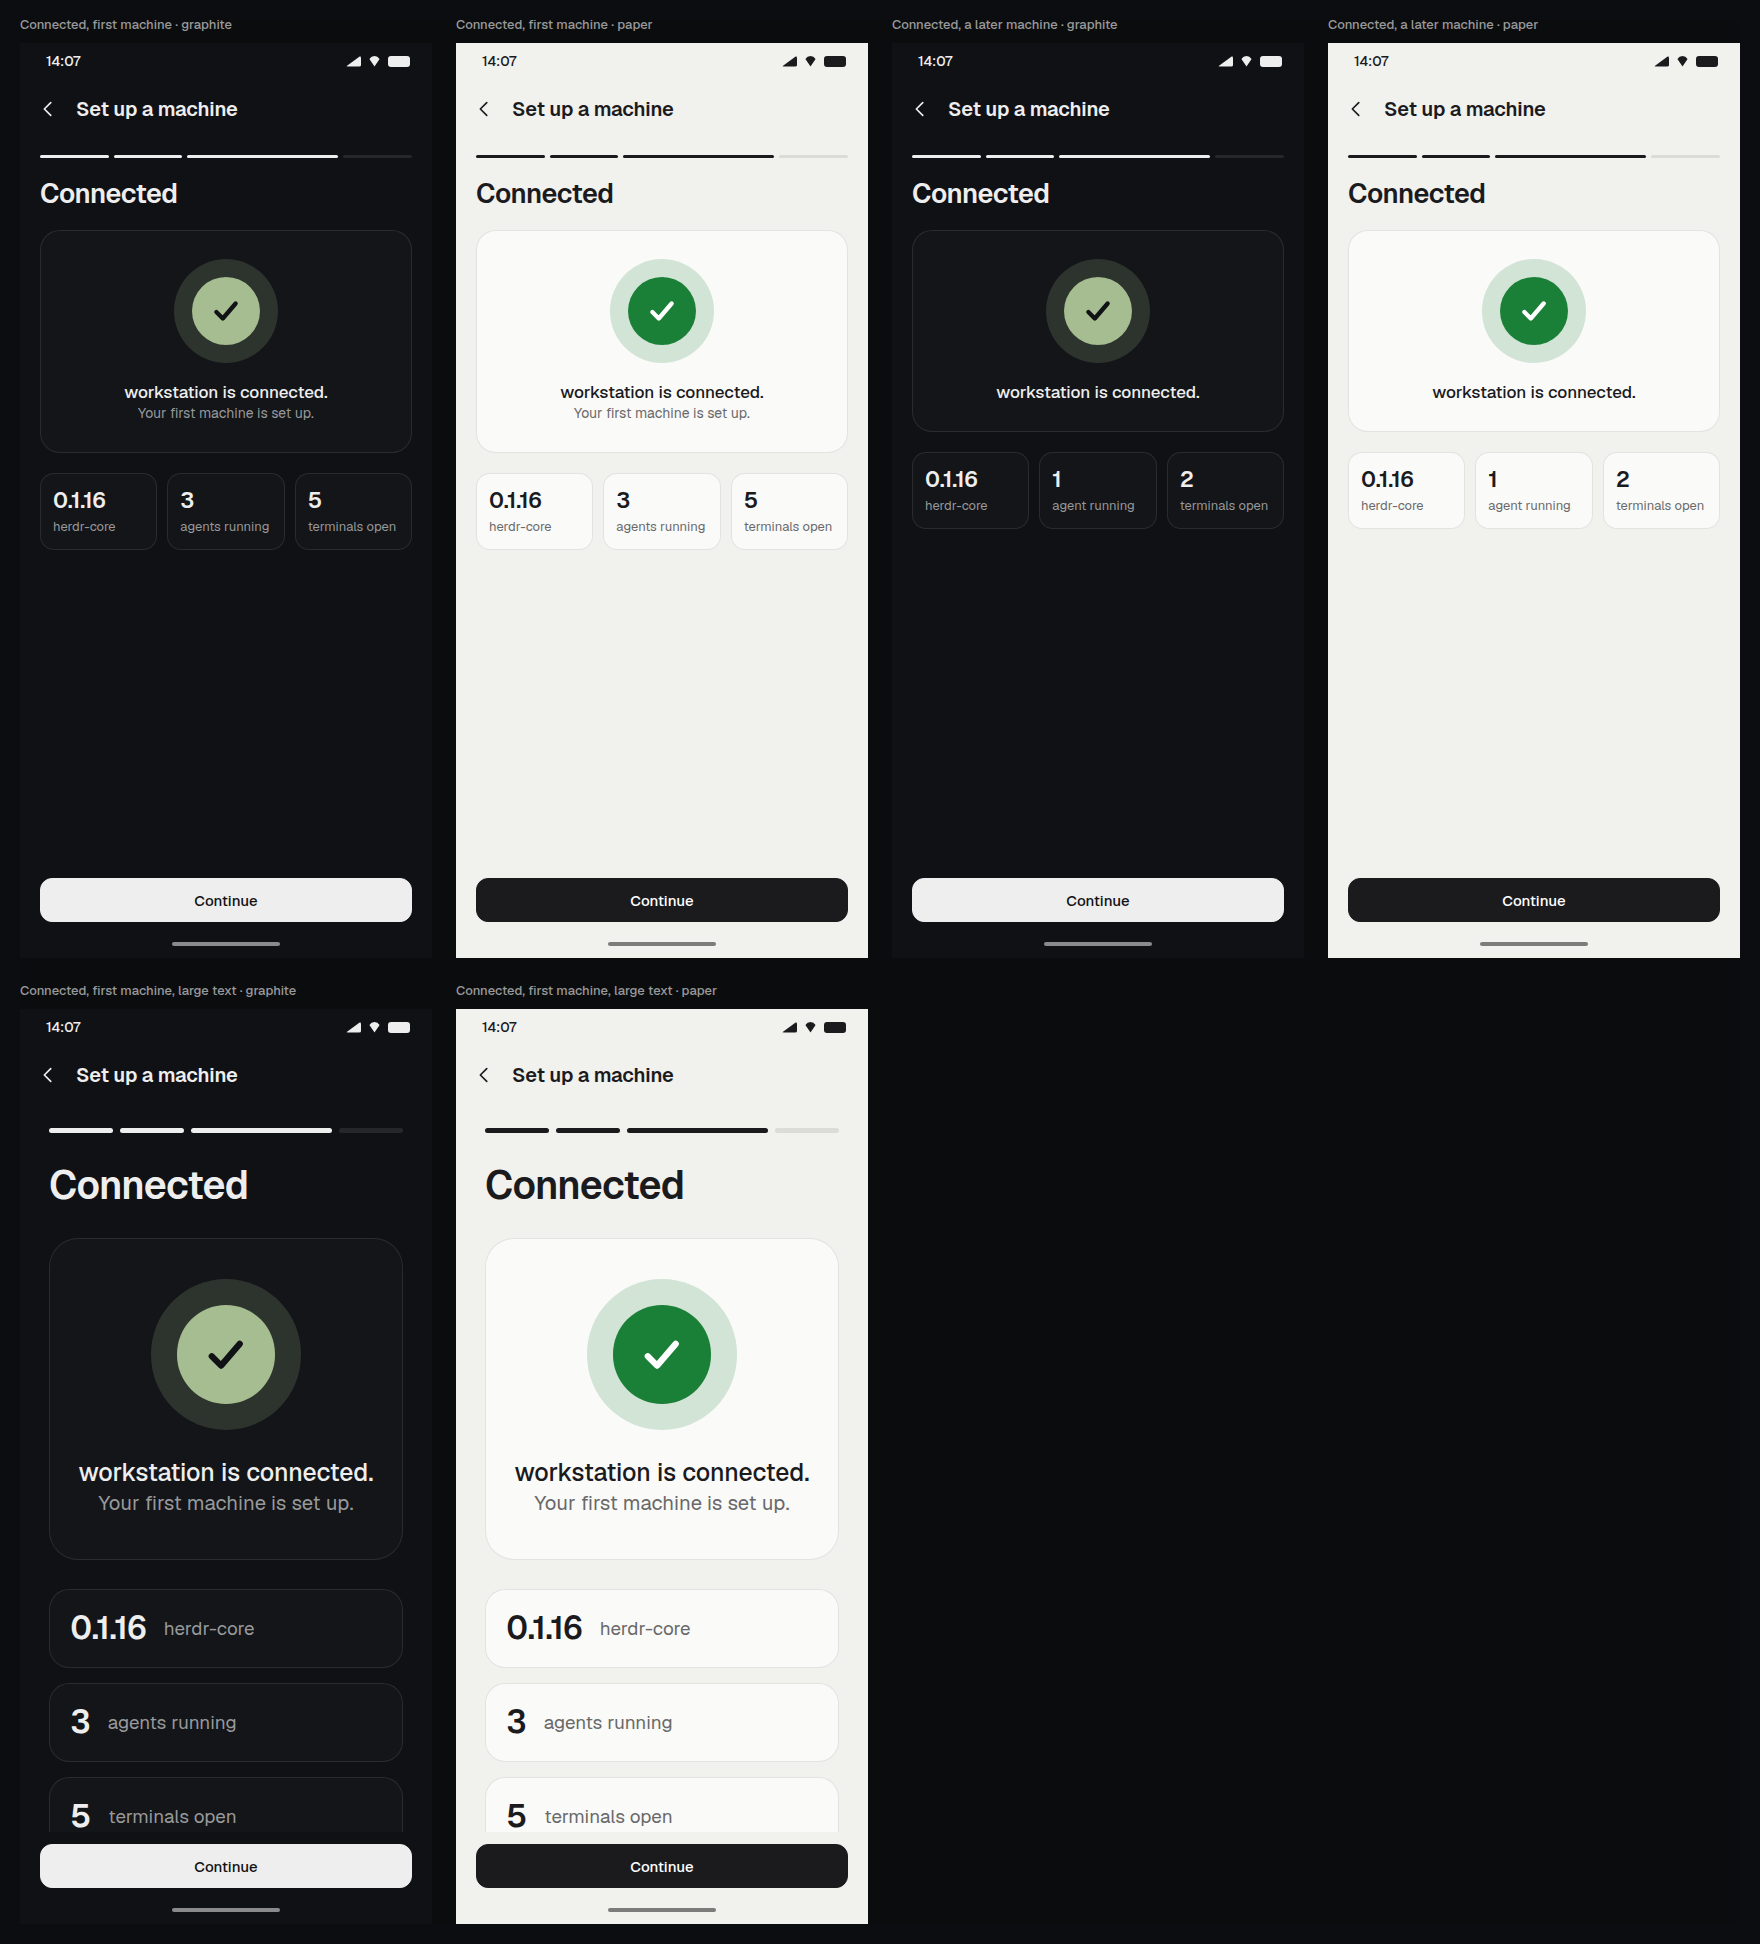 Connected, first machine · graphite
14:07
Set up a machine
Connected
workstation is connected.
Your first machine is set up.
0.1.16
herdr-core
3
agents running
5
terminals open
Continue
Connected, first machine · paper
14:07
Set up a machine
Connected
workstation is connected.
Your first machine is set up.
0.1.16
herdr-core
3
agents running
5
terminals open
Continue
Connected, a later machine · graphite
14:07
Set up a machine
Connected
workstation is connected.
0.1.16
herdr-core
1
agent running
2
terminals open
Continue
Connected, a later machine · paper
14:07
Set up a machine
Connected
workstation is connected.
0.1.16
herdr-core
1
agent running
2
terminals open
Continue
Connected, first machine, large text · graphite
14:07
Set up a machine
Connected
workstation is connected.
Your first machine is set up.
0.1.16 herdr-core
3 agents running
5 terminals open
Continue
Connected, first machine, large text · paper
14:07
Set up a machine
Connected
workstation is connected.
Your first machine is set up.
0.1.16 herdr-core
3 agents running
5 terminals open
Continue